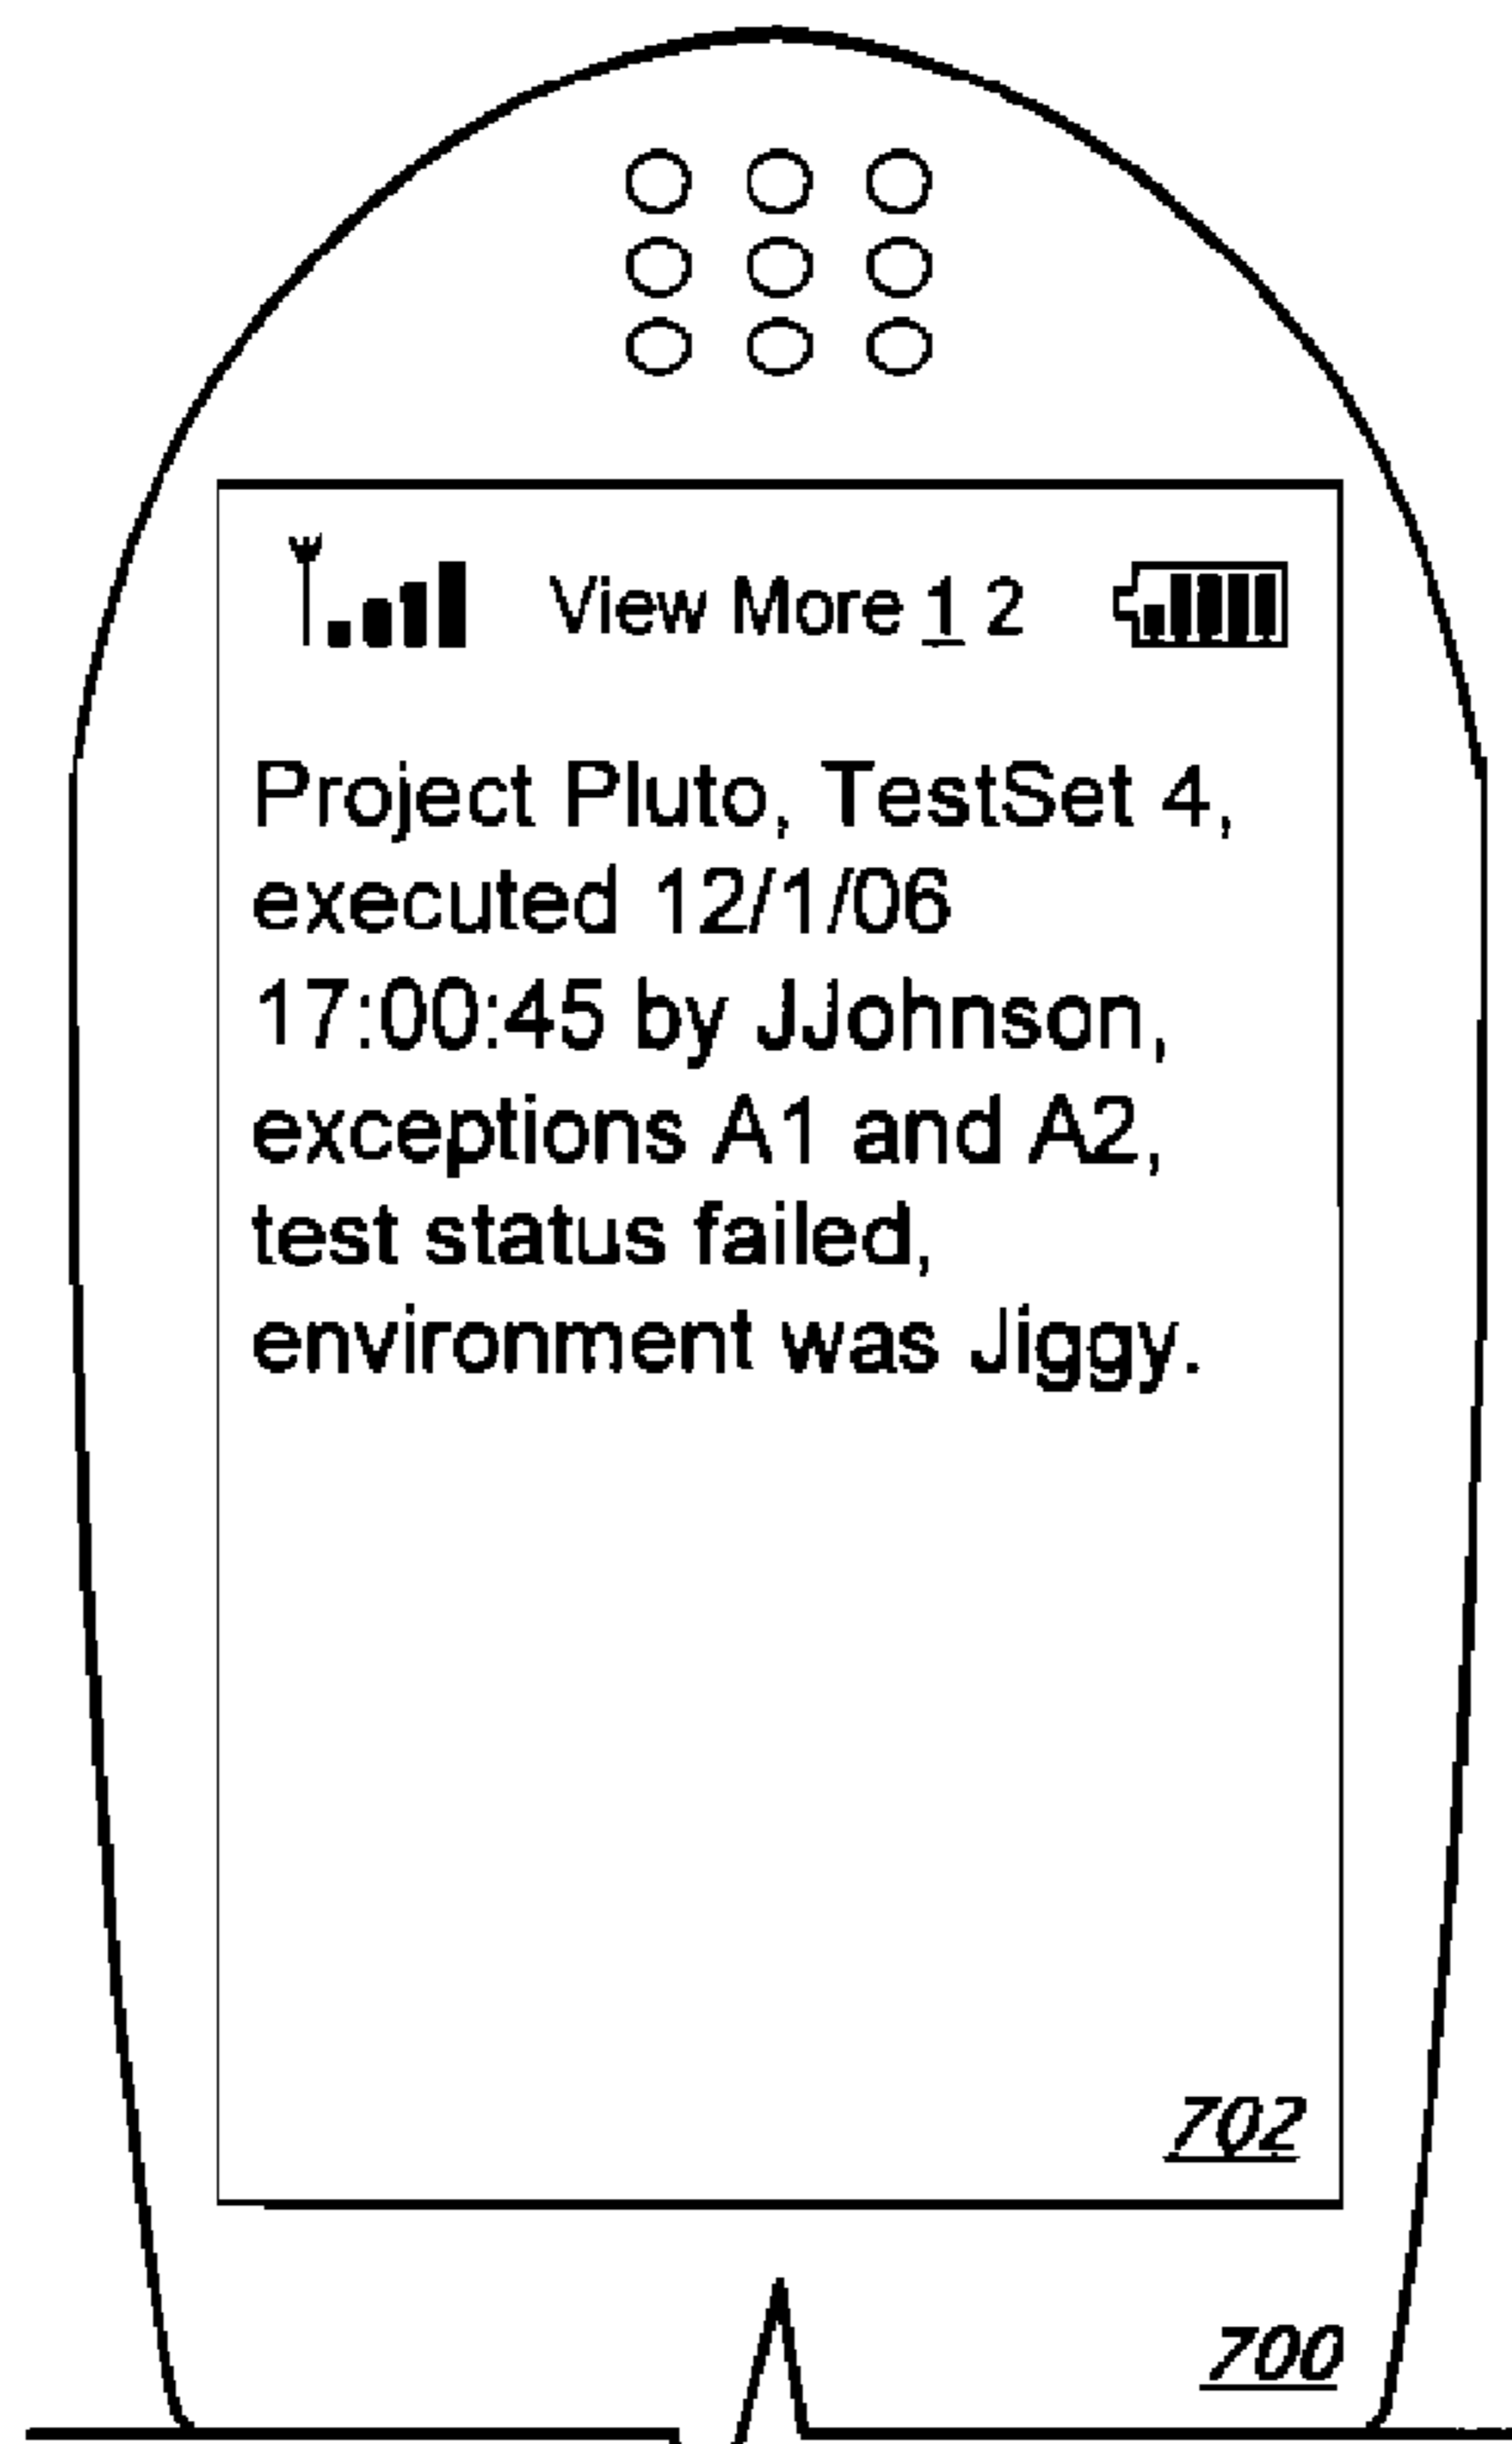 View More 1 2
Project Pluto, TestSet 4,
executed 12/1/06
17:00:45 by JJohnson,
exceptions A1 and A2,
test status failed,
environment was Jiggy.
702
700